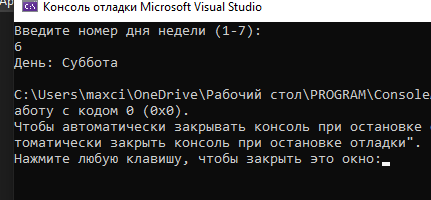 Консоль отладки Microsoft Visual Studio
Введите номер дня недели (1-7):
6
День: Суббота
C:\Users\maxci\OneDrive\Рабочий стол\PROGRAM\Console
аботу с кодом 0 (0x0).
Чтобы автоматически закрывать консоль при остановке
томатически закрыть консоль при остановке отладки".
Нажмите любую клавишу, чтобы закрыть это окно: